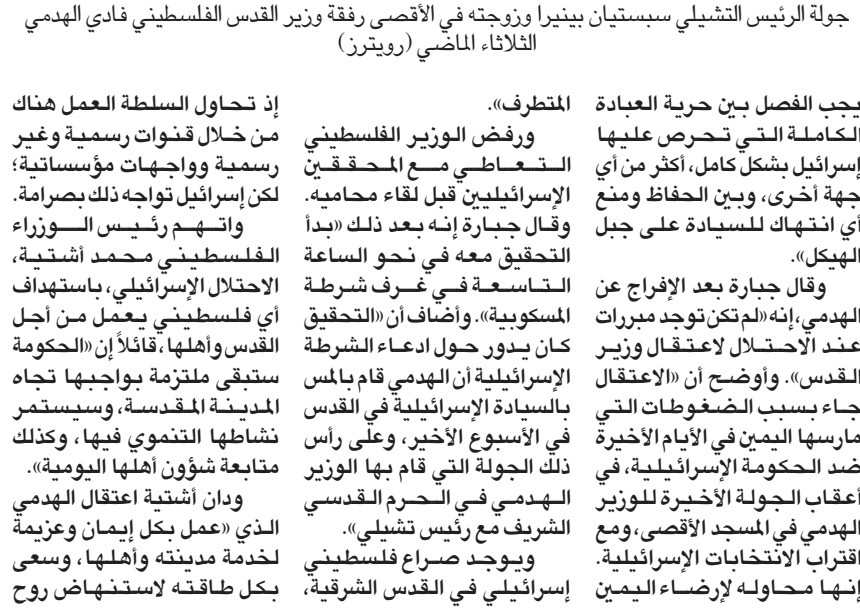 جولة الرئيس التشيلي سبستيان بينيرا وزوجته في الأقصى رفقة وزير القدس الفلسطيني فادي الهدمي
الثلاثاء الماضي (رويترز)
يجب الفصل بين حرية العبادة
الكاملة التي تحرص عليها
إسرائيل بشكل كامل، أكثر من أي
جهة أخرى، وبين الحفاظ ومنع
أي انتهاك للسيادة على جبل
الهيكل».
وقال جبارة بعد الإفراج عن
الهدمي،إنه «لم تكن توجد مبررات
عند الاحتلال لاعتقال وزير
القدس». وأوضح أن «الاعتقال
جاء بسبب الضغوطات التي
مارسها اليمين في الأيام الأخيرة
ضد الحكومة الإسرائيلية، في
أعقاب الجولة الأخيرة للوزير
الهدمي في المسجد الأقصى، ومع
اقتراب الانتخابات الإسرائيلية.
إنها محاوله لإرضاء اليمين
المتطرف».
ورفض الوزير الفلسطيني
التعاطي مع المحققين
الإسرائيليين قبل لقاء محاميه.
وقال جبارة إنه بعد ذلك «بدأ
التحقيق معه في نحو الساعة
التاسعة في غرف شرطة
المسكوبية». وأضاف أن «التحقيق
كان يدور حول ادعاء الشرطة
الإسرائيلية أن الهدمي قام بالمس
بالسيادة الإسرائيلية في القدس
في الأسبوع الأخير، وعلى رأس
ذلك الجولة التي قام بها الوزير
الهدمي في الحرم القدسي
الشريف مع رئيس تشيلي».
ويوجد صراع فلسطيني
إسرائيلي في القدس الشرقية،
إذ تحاول السلطة العمل هناك
من خلال قنوات رسمية وغير
رسمية وواجهات مؤسساتية؛
لكن إسرائيل تواجه ذلك بصرامة.
واتهم رئيس الوزراء
الفلسطيني محمد أشتية،
الاحتلال الإسرائيلي، باستهداف
أي فلسطيني يعمل من أجل
القدس وأهلها، قائلاً إن «الحكومة
ستبقى ملتزمة بواجبها تجاه
المدينة المقدسة، وسيستمر
نشاطها التنموي فيها، وكذلك
متابعة شؤون أهلها اليومية».
ودان أشتية اعتقال الهدمي
الذي «عمل بكل إيمان وعزيمة
لخدمة مدينته وأهلها، وسعى
بكل طاقته لاستنهاض روح